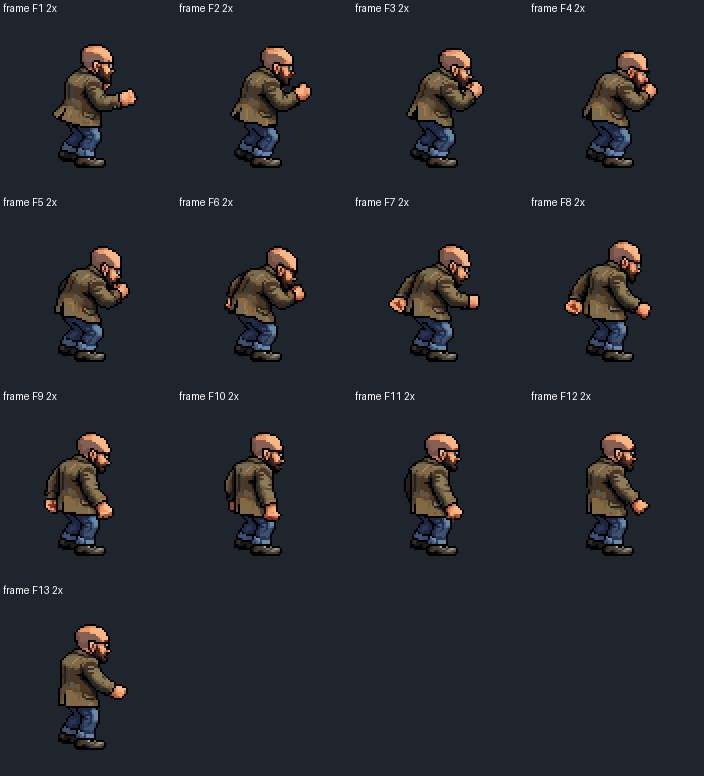 frame F1 2x
frame F2 2x
frame F3 2x
frame F4 2x
frame F5 2x
frame F6 2x
frame F7 2x
frame F8 2x
frame F9 2x
frame F10 2x
frame F11 2x
frame F12 2x
frame F13 2x